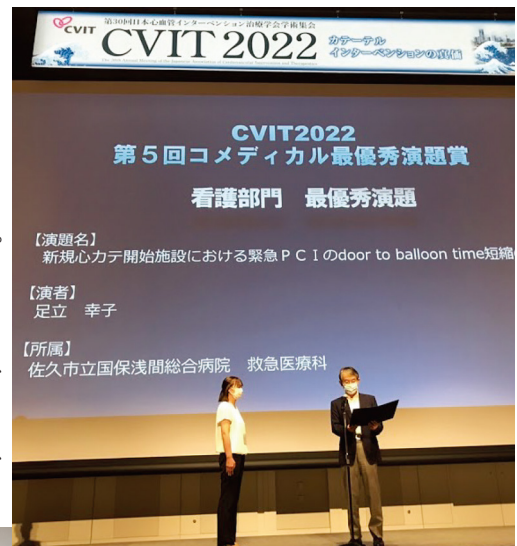 CVIT
第30回日本心血管インターベンション治療学会学術集会
CVIT 2022
カテーテル
インターベンションの真価
CVIT2022
第5回コメディカル最優秀演題賞
看護部門 最優秀演題
【演題名】
新規心カテ開始施設における緊急PCIのdoor to balloon time短縮
【演者】
足立 幸子
【所属】
佐久市立国保浅間総合病院 救急医療科